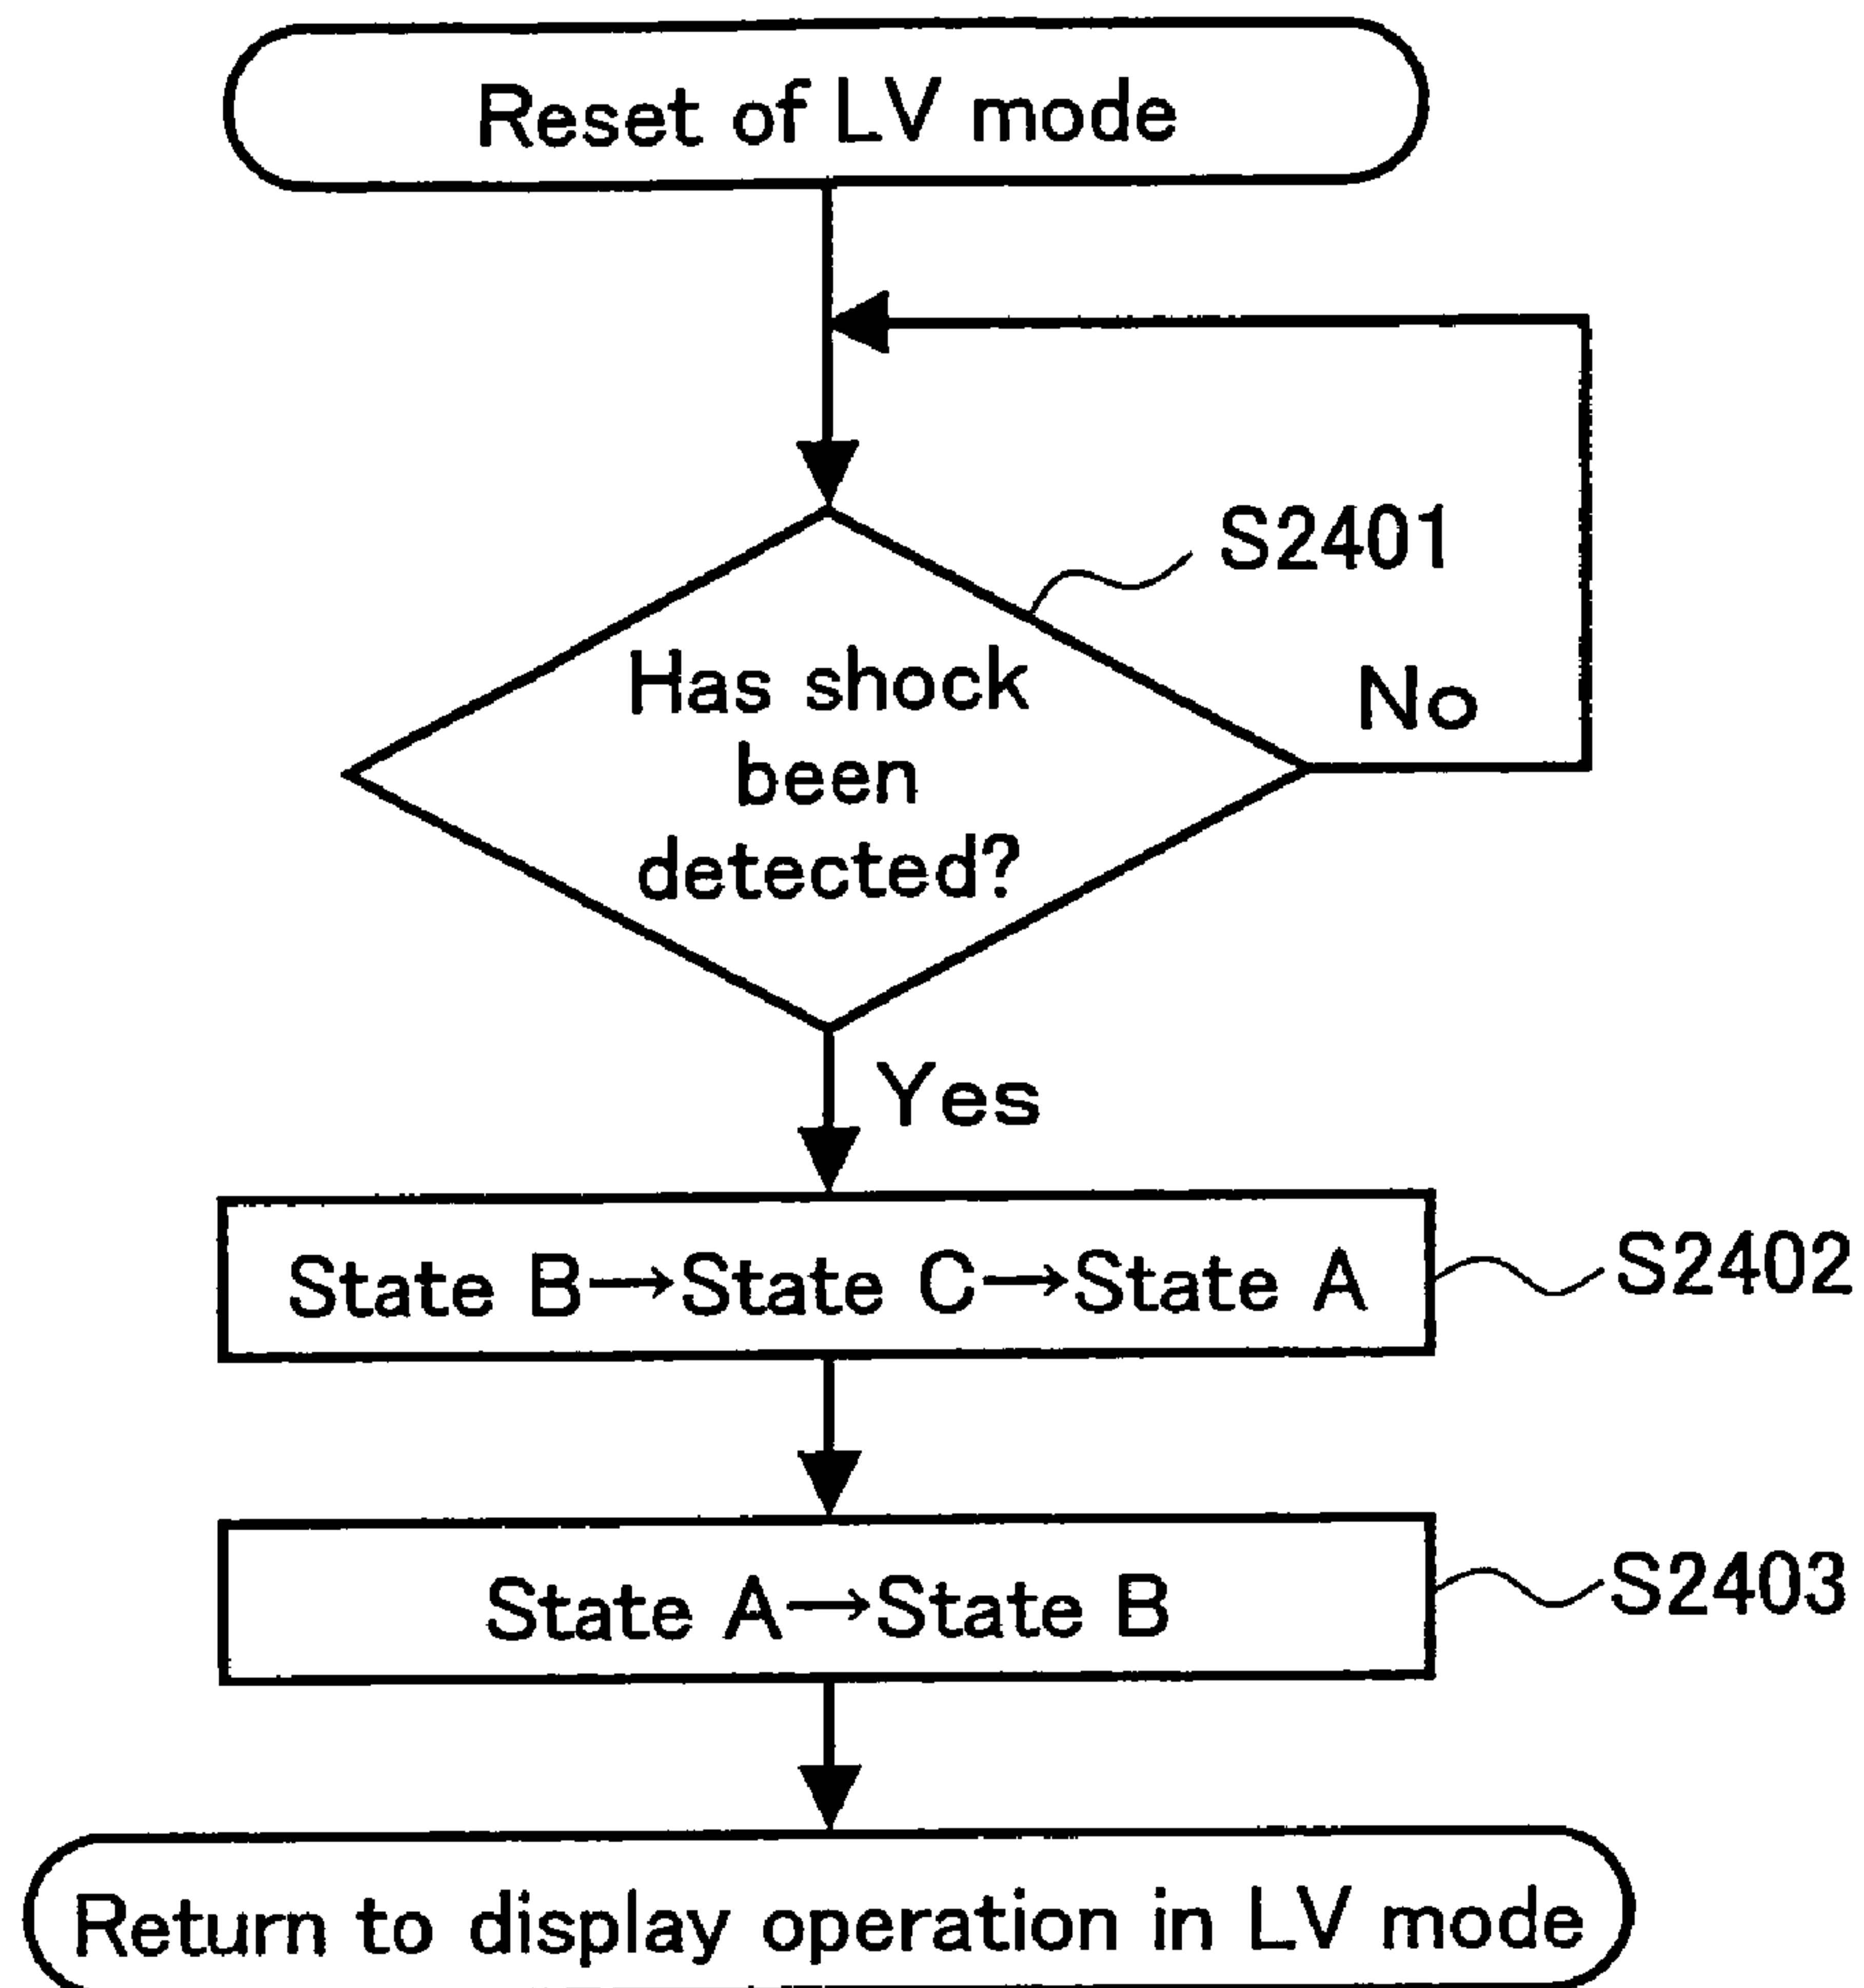 Reset of LV mode
S2401
Has shock
been
detected?
No
Yes
State B→State C→State A
S2402
State A→State B
S2403
Return to display operation in LV mode